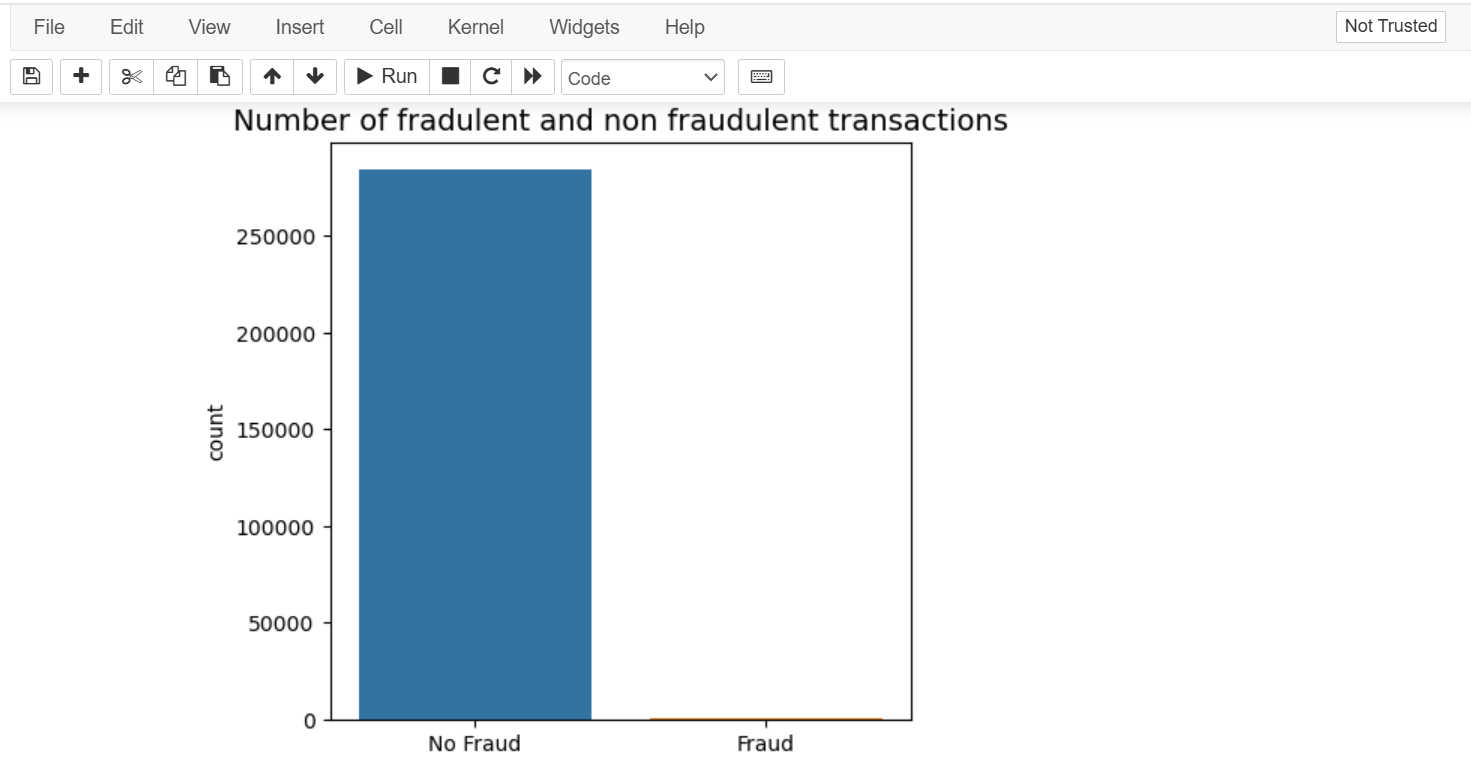 File Edit View Insert Cell Kernel Widgets Help Not Trusted
Run Code
Number of fradulent and non fraudulent transactions
250000
200000
150000
count
100000
50000
0
No Fraud Fraud